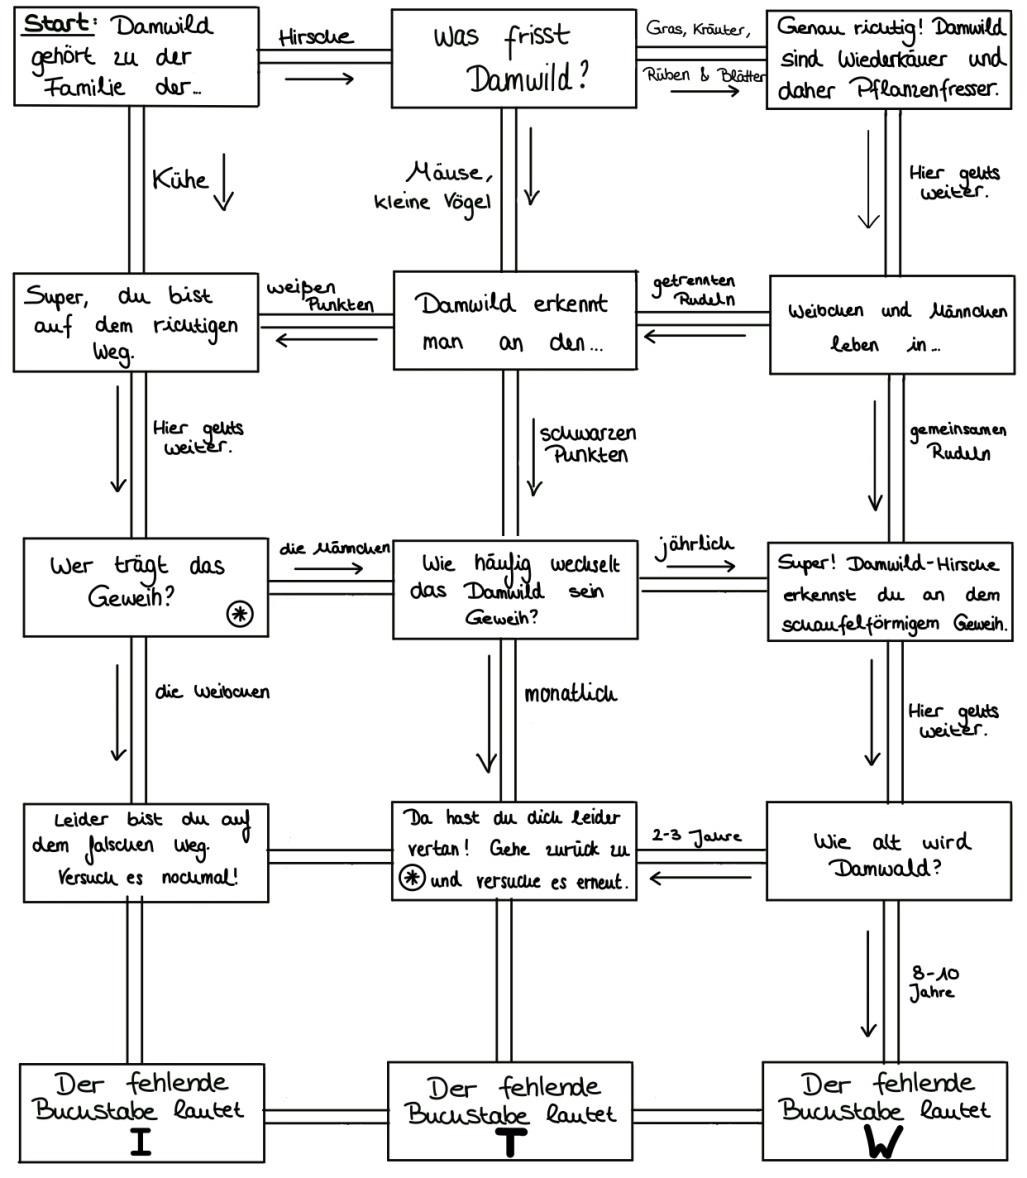 Start: Damwild
gehört zu der
Familie der...
Hirsche
Was frisst
Damwild?
Gras, Kräuter,
Rüben & Blätter
Genau richtig! Damwild
sind Wiederkäuer und
daher Pflanzenfresser.
Kühe
Mäuse,
kleine Vögel
Hier gehts
weiter.
Super, du bist
auf dem richtigen
Weg.
weißen
Punkten
Damwild erkennt
man an den...
getrennten
Rudeln
Weibchen und Männchen
leben in...
Hier gehts
weiter.
schwarzen
Punkten
gemeinsamen
Rudeln
Wer trägt das
Geweih?
*
die Männchen
Wie häufig wechselt
das Damwild sein
Geweih?
jährlich
Super! Damwild-Hirsche
erkennst du an dem
schaufelförmigem Geweih.
die Weibchen
monatlich
Hier gehts
weiter.
Leider bist du auf
dem falschen Weg.
Versuch es nochmal!
Da hast du dich leider
vertan! Gehe zurück zu
* und versuche es erneut.
2-3 Jahre
Wie alt wird
Damwald?
8-10
Jahre
Der fehlende
Buchstabe lautet
I
Der fehlende
Buchstabe lautet
T
Der fehlende
Buchstabe lautet
W